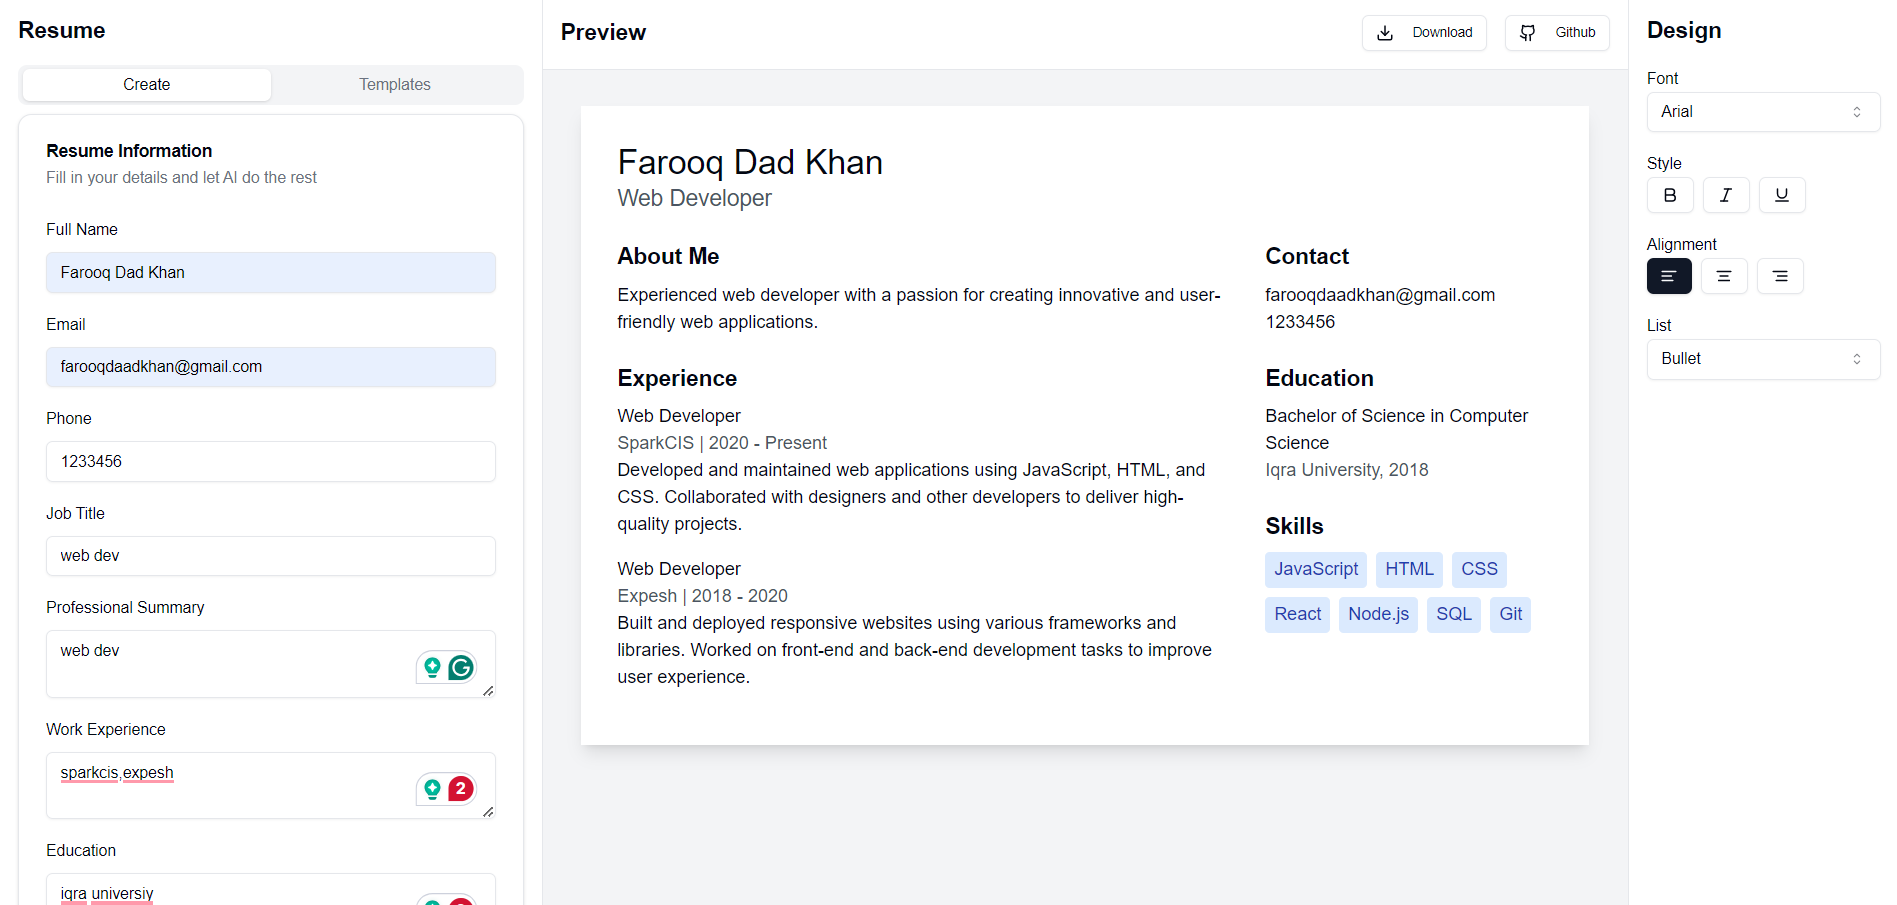 Resume
Create
Templates
Resume Information
Fill in your details and let AI do the rest
Full Name
Farooq Dad Khan
Email
farooqdaadkhan@gmail.com
Phone
1233456
Job Title
web dev
Professional Summary
web dev
Work Experience
sparkcis,expesh
2
Education
iqra universiy
Preview
Download
Github
Farooq Dad Khan
Web Developer
About Me
Experienced web developer with a passion for creating innovative and user-
friendly web applications.
Experience
Web Developer
SparkCIS | 2020 - Present
Developed and maintained web applications using JavaScript, HTML, and
CSS. Collaborated with designers and other developers to deliver high-
quality projects.
Web Developer
Expesh | 2018 - 2020
Built and deployed responsive websites using various frameworks and
libraries. Worked on front-end and back-end development tasks to improve
user experience.
Contact
farooqdaadkhan@gmail.com
1233456
Education
Bachelor of Science in Computer
Science
Iqra University, 2018
Skills
JavaScript HTML CSS
React Node.js SQL Git
Design
Font
Arial
Style
B I U
Alignment
List
Bullet